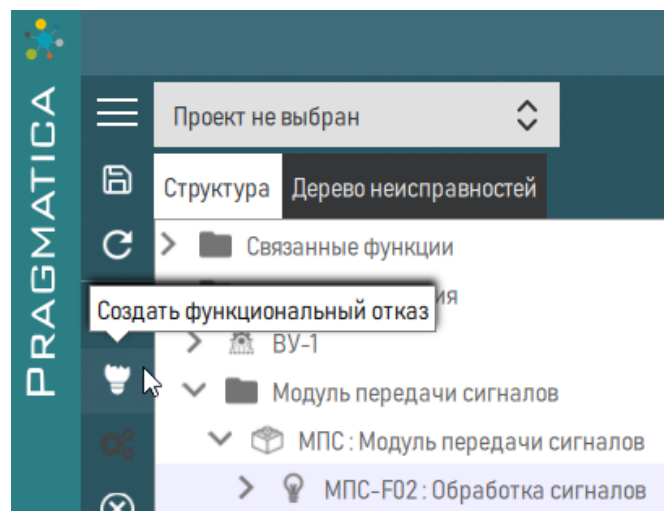 PRAGMATICA
Проект не выбран
Структура Дерево неисправностей
Связанные функции
ия
Создать функциональный отказ
ВУ-1
Модуль передачи сигналов
МПС : Модуль передачи сигналов
МПС-F02 : Обработка сигналов